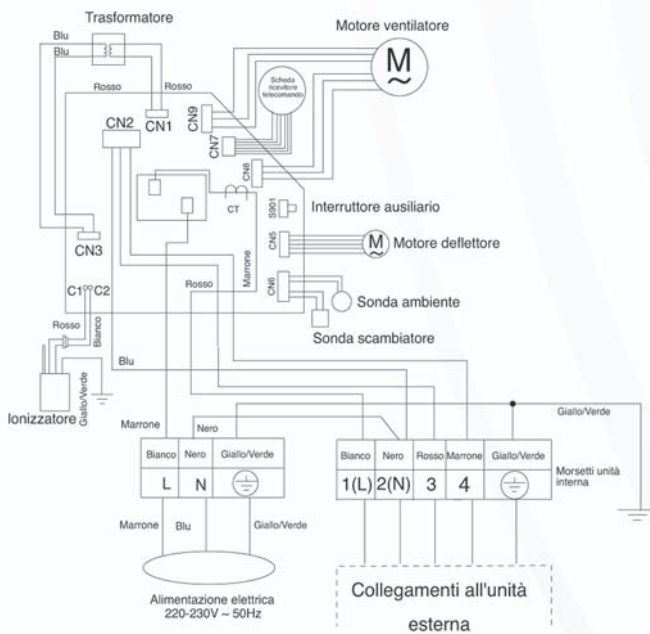 Trasformatore
Motore ventilatore
Blu
Blu
M
~
Rosso
Rosso
Scheda
ricevitore
telecomando
CN2
CN1
CN9
CN7
CN8
CT
S901
Interruttore ausiliario
CN5
M
~
Motore deflettore
CN3
Marrone
Rosso
CN6
C1
C2
Sonda ambiente
Sonda scambiatore
Rosso
Bianco
Blu
Ionizzatore
Giallo/Verde
Marrone
Nero
Giallo/Verde
Bianco
Nero
Giallo/Verde
L
N
Bianco
Nero
Rosso
Marrone
Giallo/Verde
1(L)
2(N)
3
4
Morsetti unità
interna
Marrone
Blu
Giallo/Verde
Alimentazione elettrica
220-230V ~ 50Hz
Collegamenti all'unità
esterna